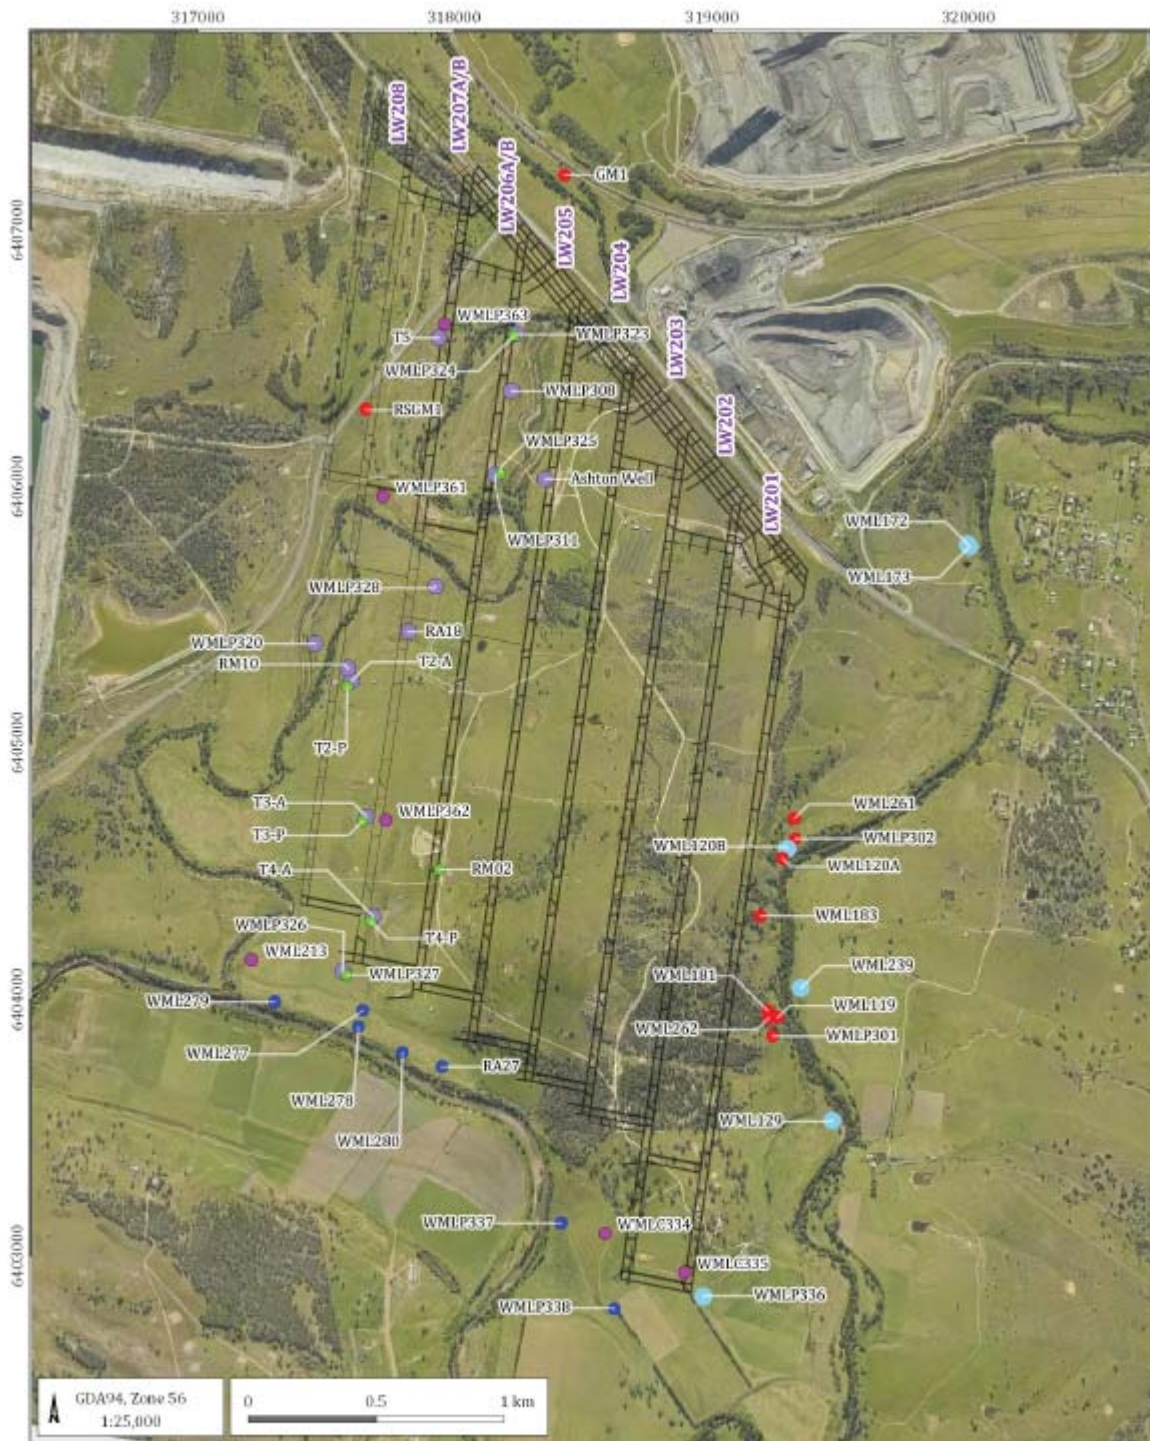 317000
318000
319000
320000
6407000
6406000
6405000
6404000
6403000
LW208
LW207A/B
LW206A/B
LW205
LW204
LW203
LW202
LW201
GM1
WMLP363
T5
WMLP323
WMLP324
WMLP308
RSGM1
WMLP325
Ashton Well
WMLP361
WMLP311
WML172
WML173
WMLP328
WMLP320
RA18
RM10
T2-A
T2-P
T3-A
WMLP362
T3-P
WML261
WMLP302
WML120B
WML120A
T4-A
RM02
WMLP326
T4-P
WML183
WML213
WMLP327
WML181
WML239
WML279
WML119
WML262
WMLP301
WML277
RA27
WML278
WML280
WML129
WMLP337
WMLC334
WMLC335
WMLP338
WMLP336
GDA94, Zone 56
1:25,000
0 0.5 1 km